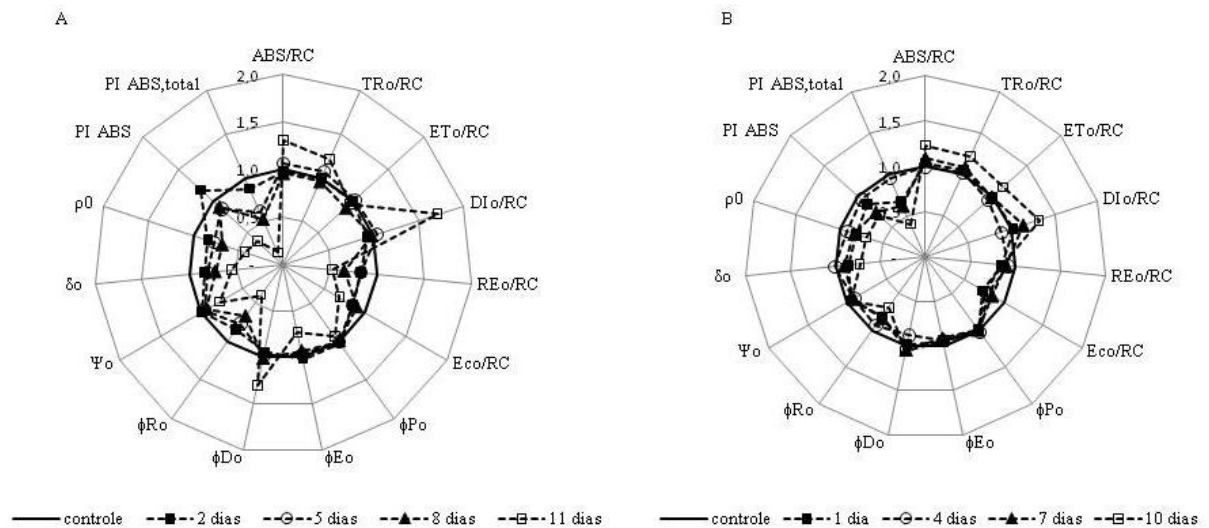 A
B
ABS/RC
TRo/RC
ETo/RC
DIo/RC
REo/RC
Eco/RC
ϕPo
ϕEo
ϕDo
ϕRo
Ψo
δo
ρ0
PI ABS
PI ABS,total
2,0
1,5
1,0
0,5
-
ABS/RC
TRo/RC
ETo/RC
DIo/RC
REo/RC
Eco/RC
ϕPo
ϕEo
ϕDo
ϕRo
Ψo
δo
ρ0
PI ABS
PI ABS,total
2,0
1,5
1,0
-
controle 2 dias 5 dias 8 dias 11 dias
controle 1 dia 4 dias 7 dias 10 dias